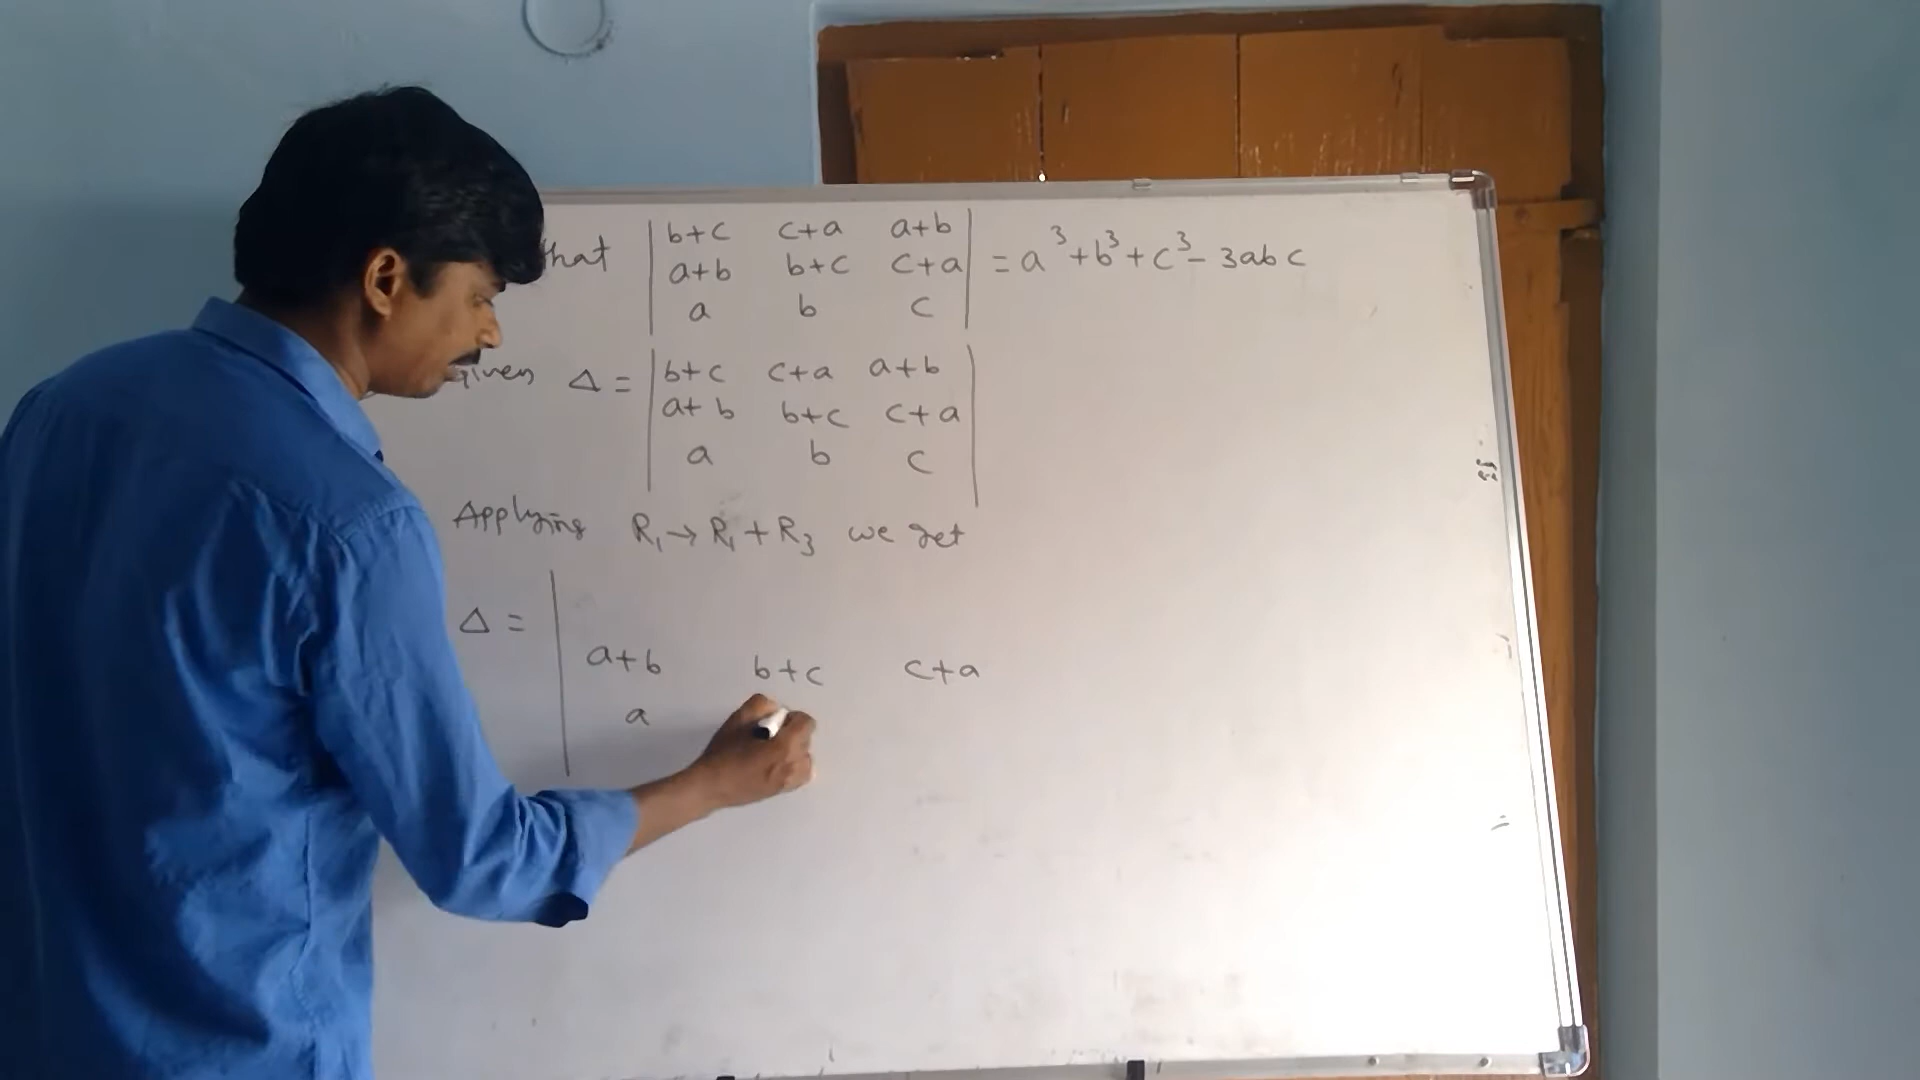 that | b+c c+a a+b |
| a+b b+c c+a | = a³+b³+c³- 3abc
| a b c |
Given Δ = | b+c c+a a+b |
| a+b b+c c+a |
| a b c |
Applying R₁→R₁+R₃ we get
Δ = |
a+b b+c c+a
a